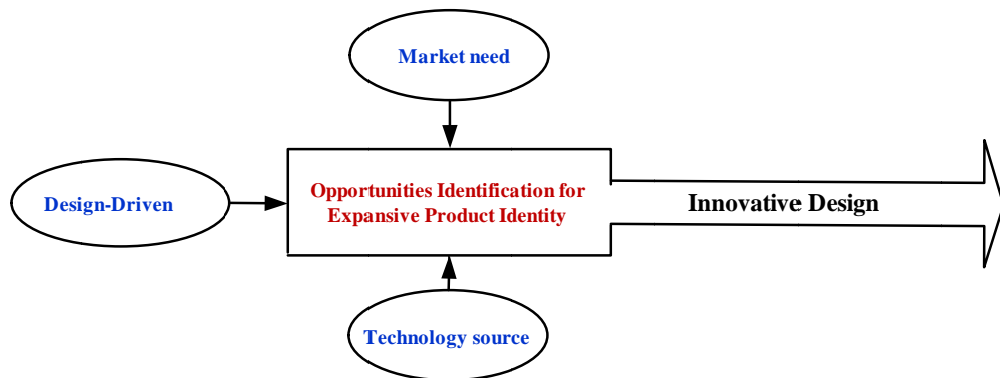 Market need
Design-Driven
Opportunities Identification for
Expansive Product Identity
Innovative Design
Technology source